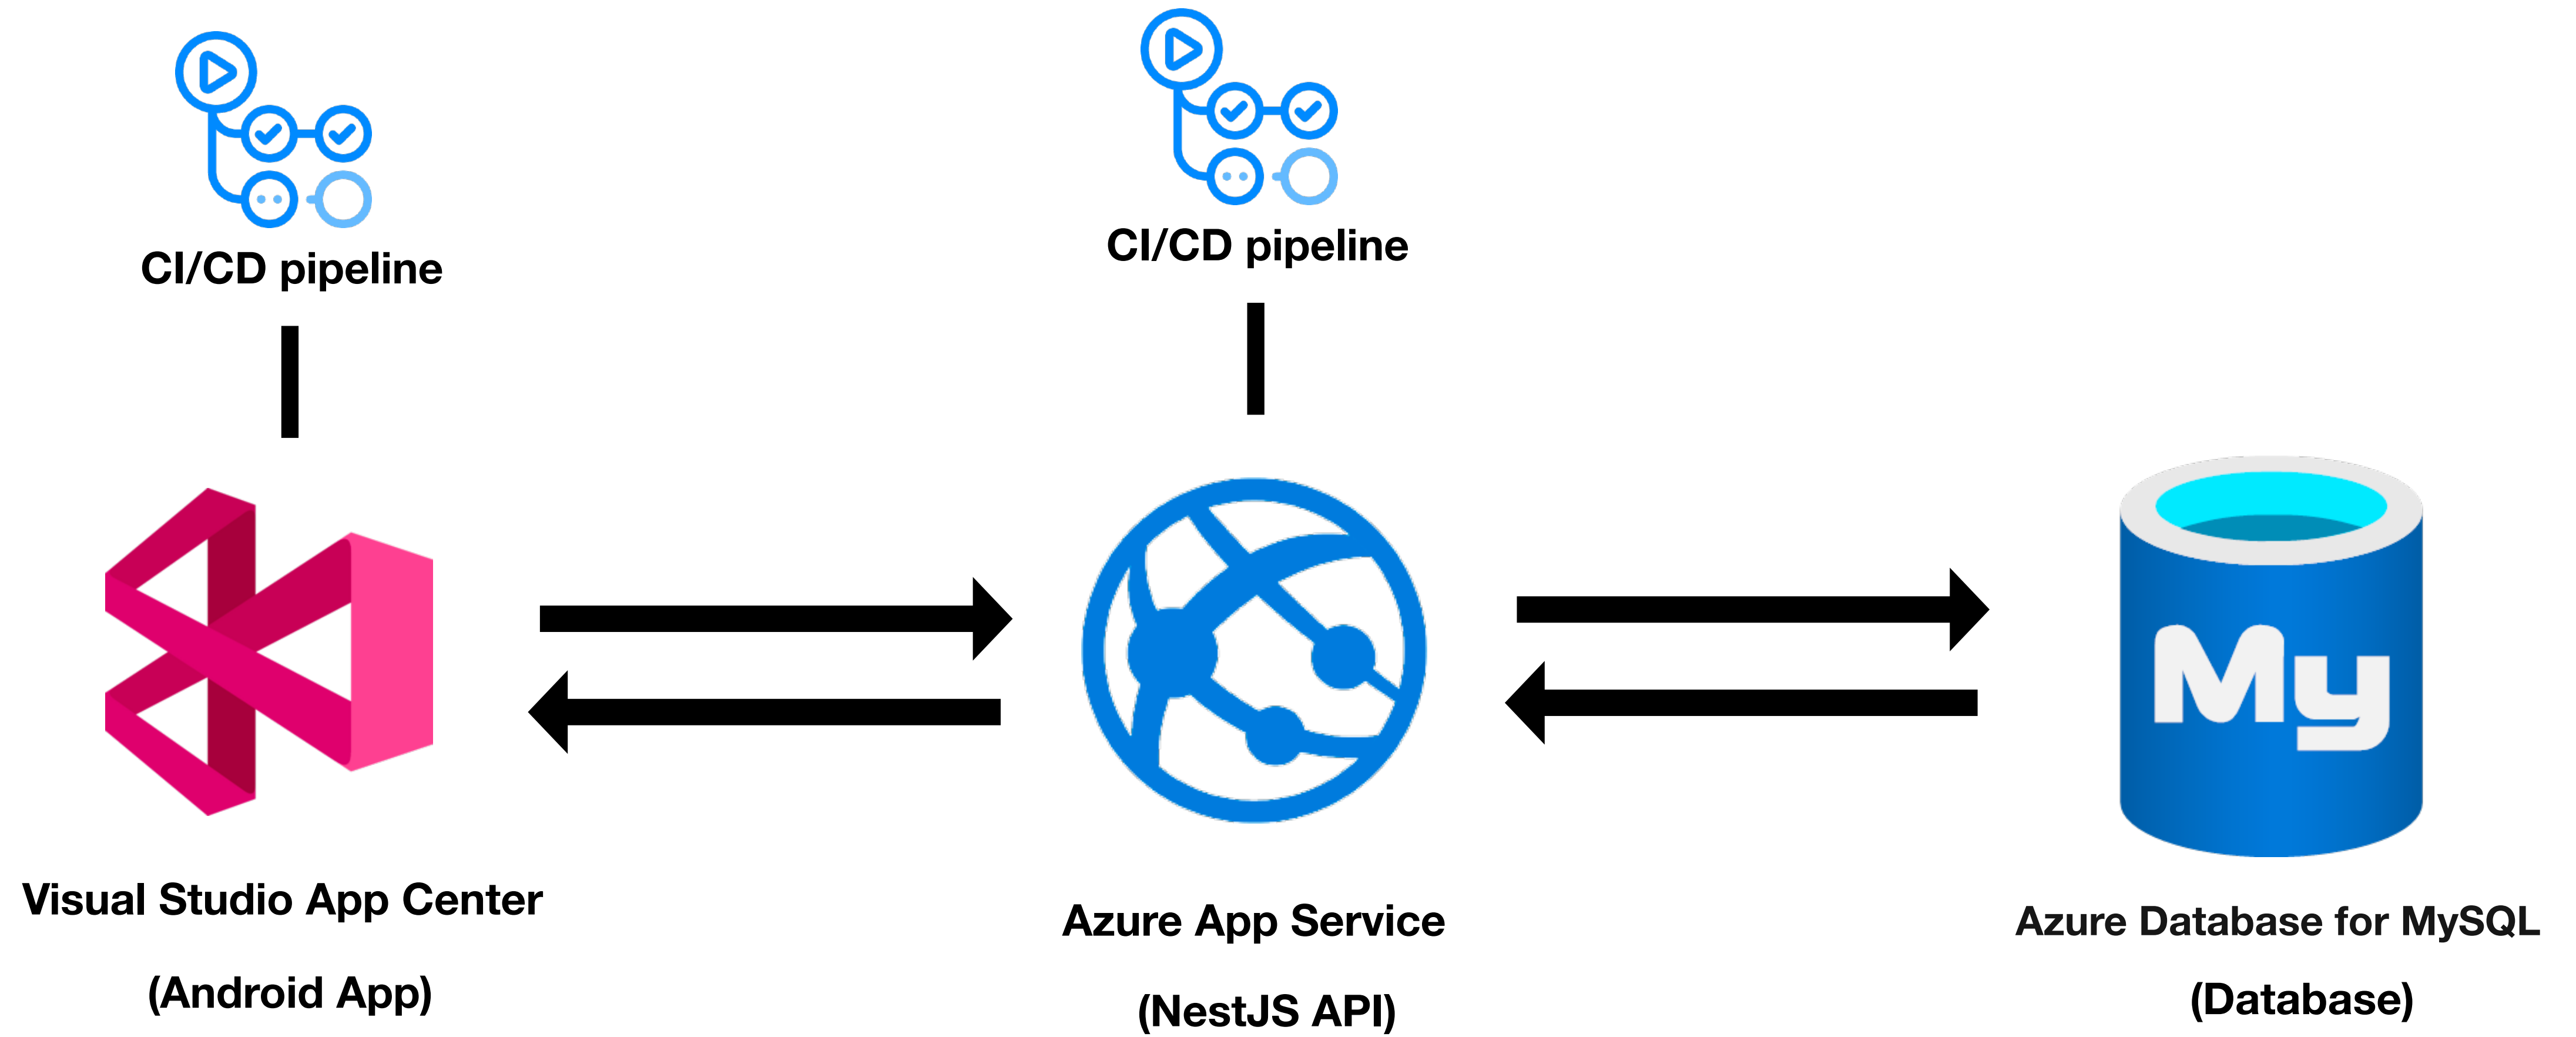 CI/CD pipeline
CI/CD pipeline
My
Visual Studio App Center
(Android App)
Azure App Service
(NestJS API)
Azure Database for MySQL
(Database)